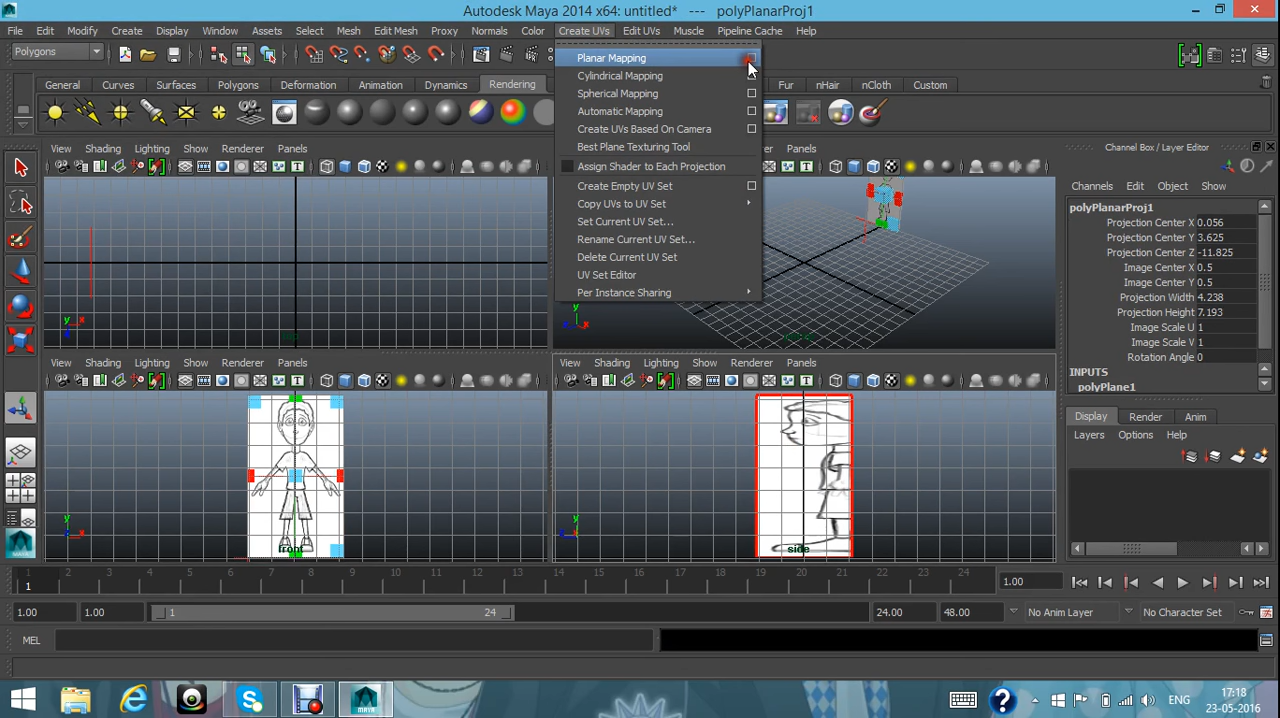 Autodesk Maya 2014 x64: untitled* --- polyPlanarProj1
File Edit Modify Create Display Window Assets Select Mesh Edit Mesh Proxy Normals Color Create UVs Edit UVs Muscle Pipeline Cache Help
Polygons
General Curves Surfaces Polygons Deformation Animation Dynamics Rendering Fur nHair nCloth Custom
Planar Mapping
Cylindrical Mapping
Spherical Mapping
Automatic Mapping
Create UVs Based On Camera
Best Plane Texturing Tool
Assign Shader to Each Projection
Create Empty UV Set
Copy UVs to UV Set
Set Current UV Set...
Rename Current UV Set...
Delete Current UV Set
UV Set Editor
Per Instance Sharing
View Shading Lighting Show Renderer Panels
Panels
y x
y x
View Shading Lighting Show Renderer Panels
View Shading Lighting Show Renderer Panels
front
side
Channel Box / Layer Editor
Channels Edit Object Show
polyPlanarProj1
Projection Center X 0.056
Projection Center Y 3.625
Projection Center Z -11.825
Image Center X 0.5
Image Center Y 0.5
Projection Width 4.238
Projection Height 7.193
Image Scale U 1
Image Scale V 1
Rotation Angle 0
INPUTS
polyPlane1
Display Render Anim
Layers Options Help
1 2 3 4 5 6 7 8 9 10 11 12 13 14 15 16 17 18 19 20 21 22 23 24
1
1.00
1.00 1.00 1 24 24.00 48.00 No Anim Layer No Character Set
MEL
MAYA
ENG
17:18
23-05-2016